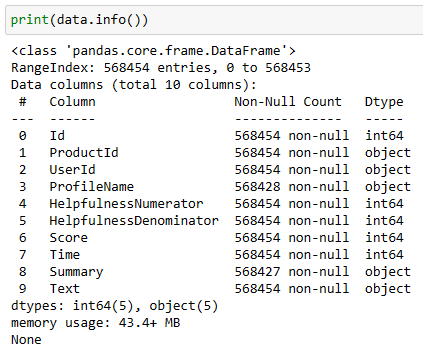 print(data.info())
<class 'pandas.core.frame.DataFrame'>
RangeIndex: 568454 entries, 0 to 568453
Data columns (total 10 columns):
 #   Column                  Non-Null Count   Dtype
---  ------                  --------------   -----
 0   Id                      568454 non-null  int64
 1   ProductId               568454 non-null  object
 2   UserId                  568454 non-null  object
 3   ProfileName             568428 non-null  object
 4   HelpfulnessNumerator    568454 non-null  int64
 5   HelpfulnessDenominator  568454 non-null  int64
 6   Score                   568454 non-null  int64
 7   Time                    568454 non-null  int64
 8   Summary                 568427 non-null  object
 9   Text                    568454 non-null  object
dtypes: int64(5), object(5)
memory usage: 43.4+ MB
None